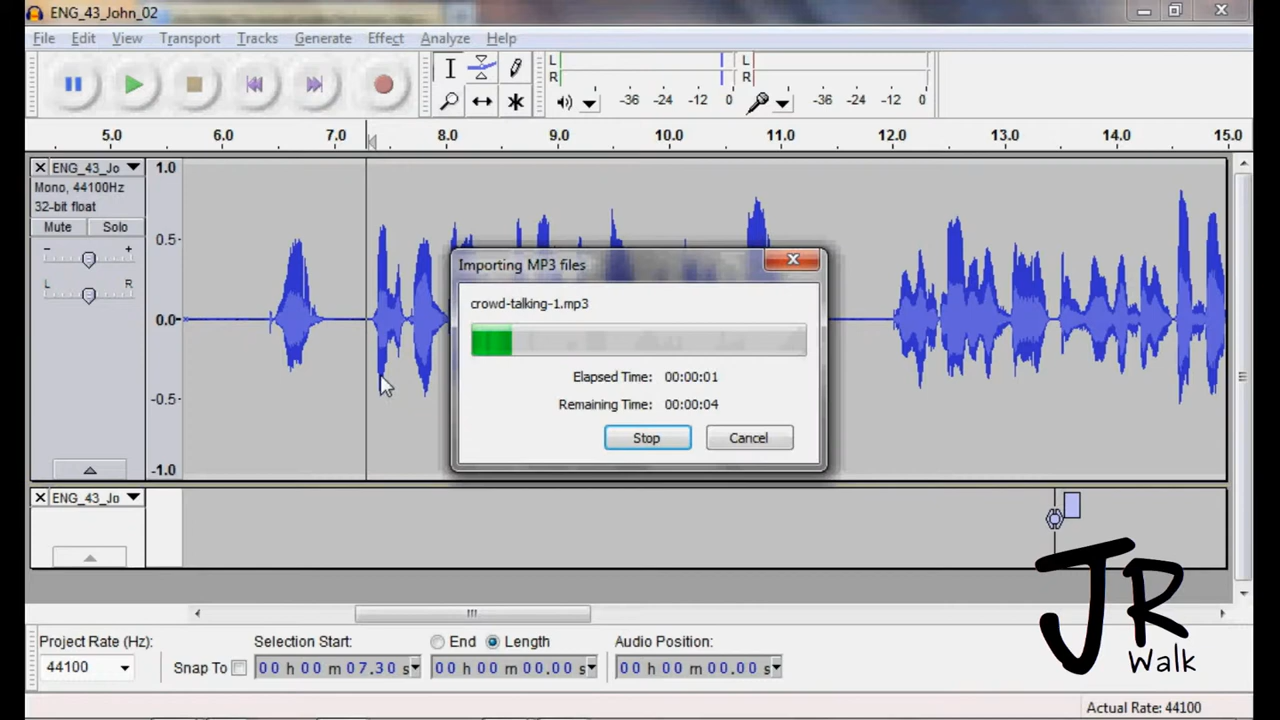 ENG_43_John_02
File Edit View Transport Tracks Generate Effect Analyze Help
L R -36 -24 -12 0 L R -36 -24 -12 0
5.0 6.0 7.0 8.0 9.0 10.0 11.0 12.0 13.0 14.0 15.0
ENG_43_Jo 1.0
Mono, 44100Hz
32-bit float
Mute Solo
- + 0.5
L R
0.0
-0.5
-1.0
Importing MP3 files
crowd-talking-1.mp3
Elapsed Time: 00:00:01
Remaining Time: 00:00:04
Stop Cancel
ENG_43_Jo
JR
Walk
Project Rate (Hz): Selection Start: End Length Audio Position:
44100 Snap To 00 h 00 m 07.30 s 00 h 00 m 00.00 s 00 h 00 m 00.00 s
Actual Rate: 44100